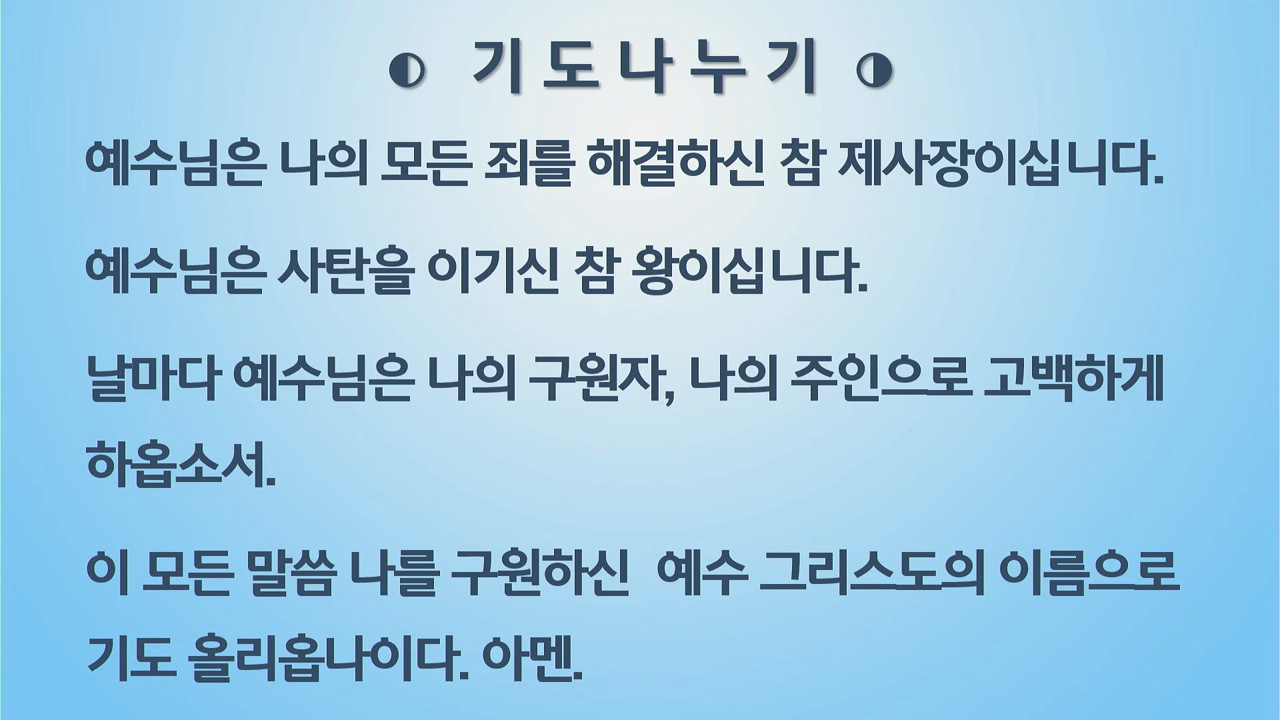 ◐ 기 도 나 누 기 ◑
예수님은 나의 모든 죄를 해결하신 참 제사장이십니다.
예수님은 사탄을 이기신 참 왕이십니다.
날마다 예수님은 나의 구원자, 나의 주인으로 고백하게
하옵소서.
이 모든 말씀 나를 구원하신 예수 그리스도의 이름으로
기도 올리옵나이다. 아멘.